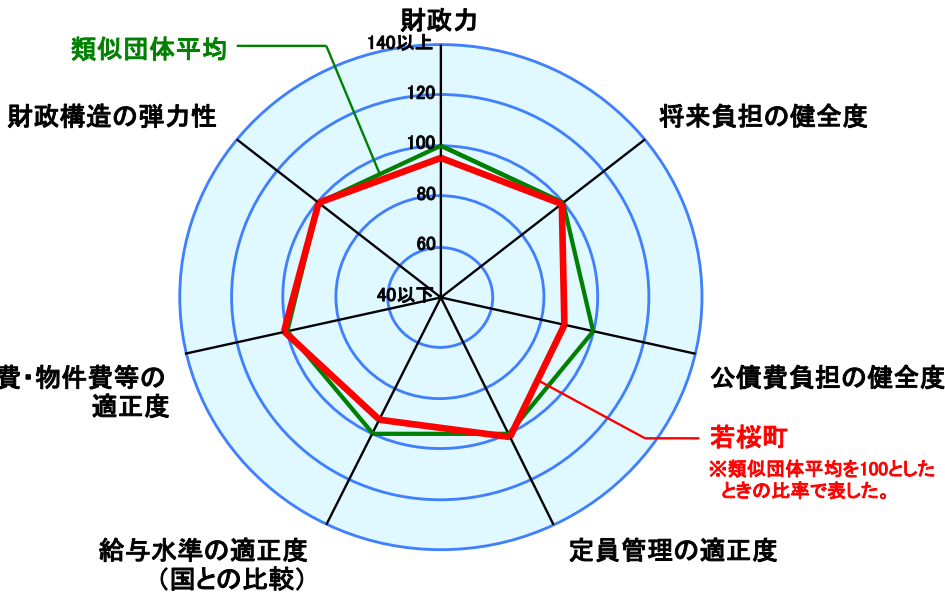 財政力
類似団体平均
140以上
120
100
80
60
40以下
財政構造の弾力性
将来負担の健全度
費・物件費等の
適正度
公債費負担の健全度
若桜町
※類似団体平均を100とした
ときの比率で表した。
給与水準の適正度
（国との比較）
定員管理の適正度